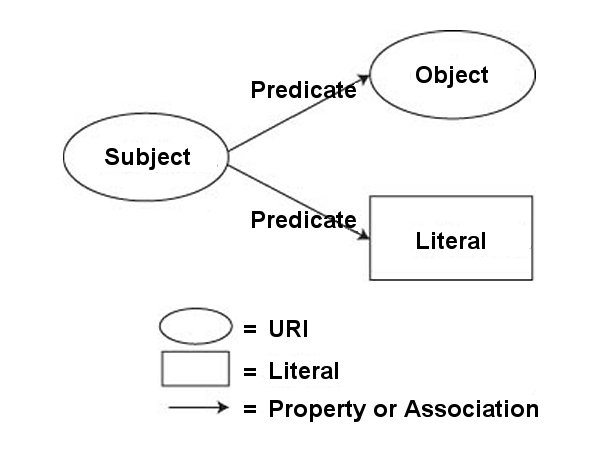 Object
Predicate
Subject
Predicate
Literal
= URI
= Literal
= Property or Association